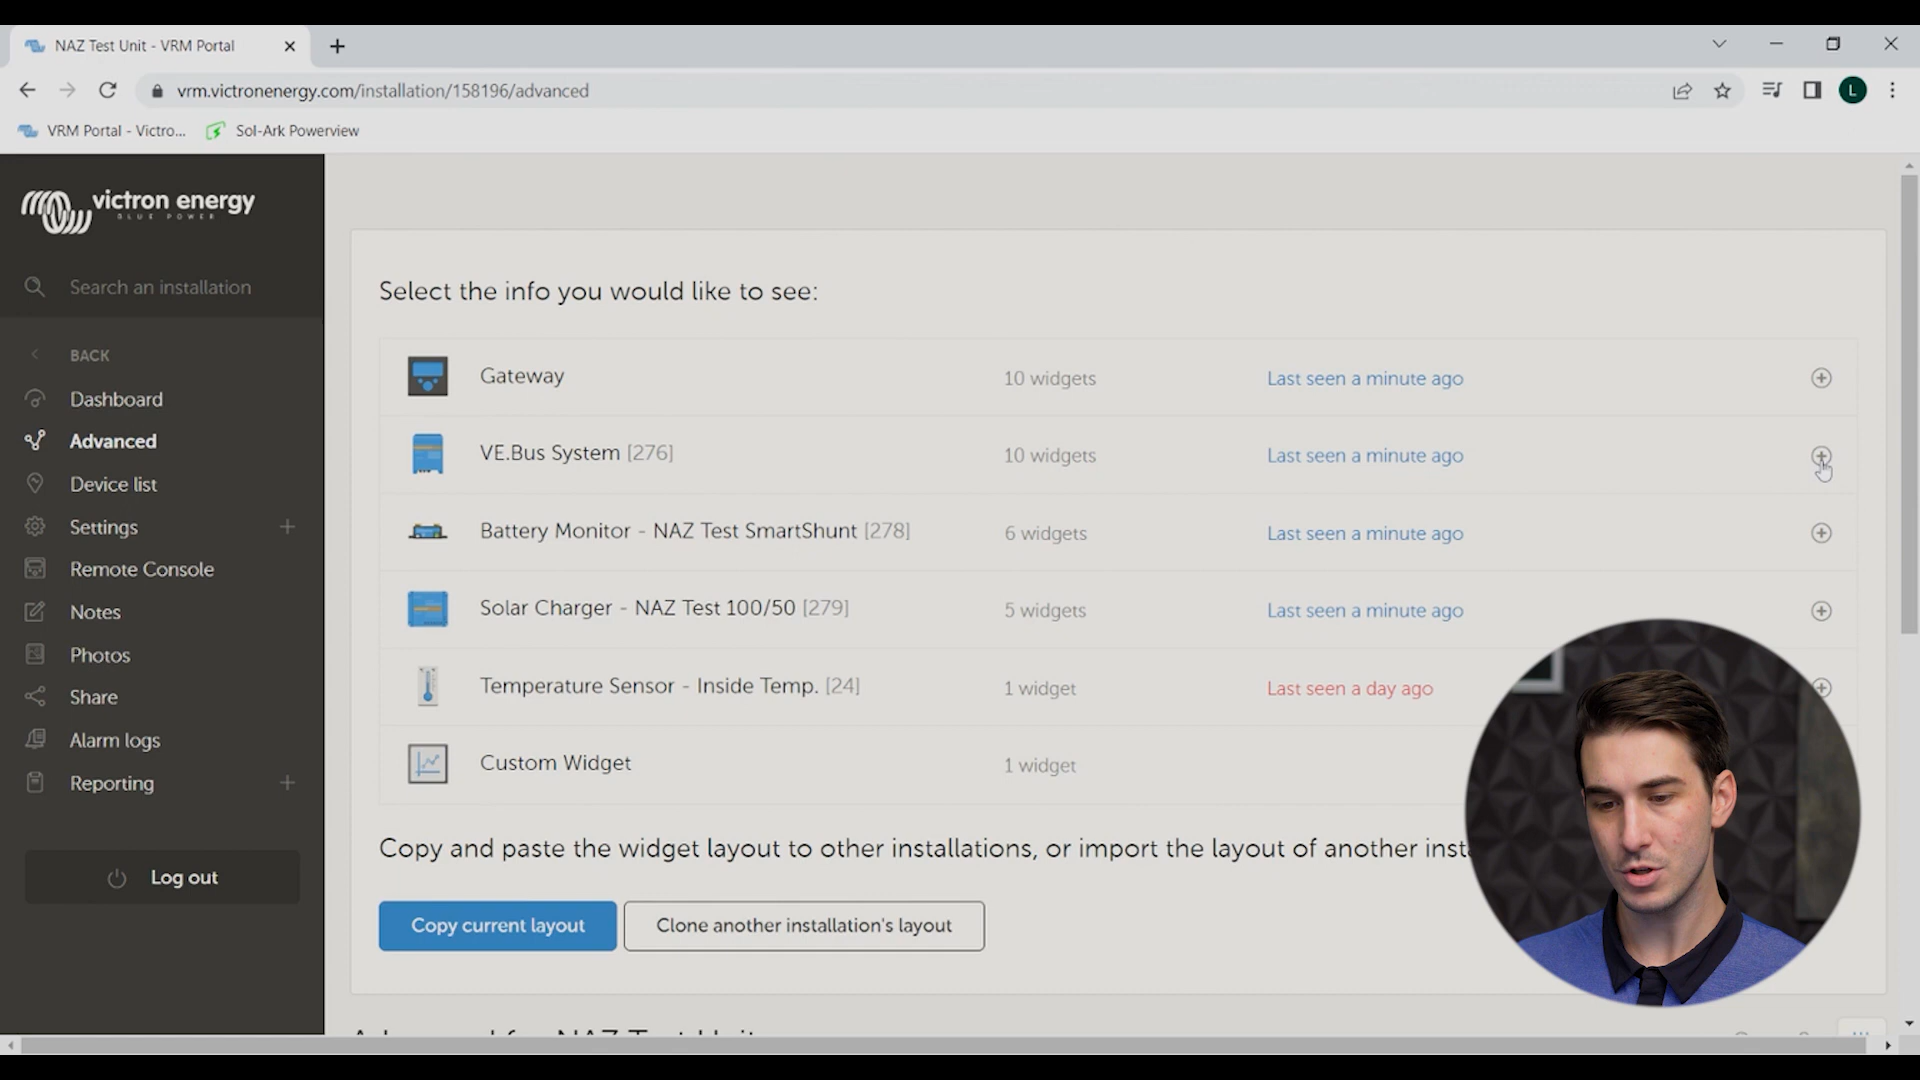 NAZ Test Unit - VRM Portal
vrm.victronenergy.com/installation/158196/advanced
L
VRM Portal - Victro...
Sol-Ark Powerview
victron energy
BLUE POWER
Search an installation
BACK
Dashboard
Advanced
Device list
Settings
Remote Console
Notes
Photos
Share
Alarm logs
Reporting
Log out
Select the info you would like to see:
Gateway 10 widgets Last seen a minute ago
VE.Bus System [276] 10 widgets Last seen a minute ago
Battery Monitor - NAZ Test SmartShunt [278] 6 widgets Last seen a minute ago
Solar Charger - NAZ Test 100/50 [279] 5 widgets Last seen a minute ago
Temperature Sensor - Inside Temp. [24] 1 widget Last seen a day ago
Custom Widget 1 widget
Copy and paste the widget layout to other installations, or import the layout of another
Copy current layout
Clone another installation's layout